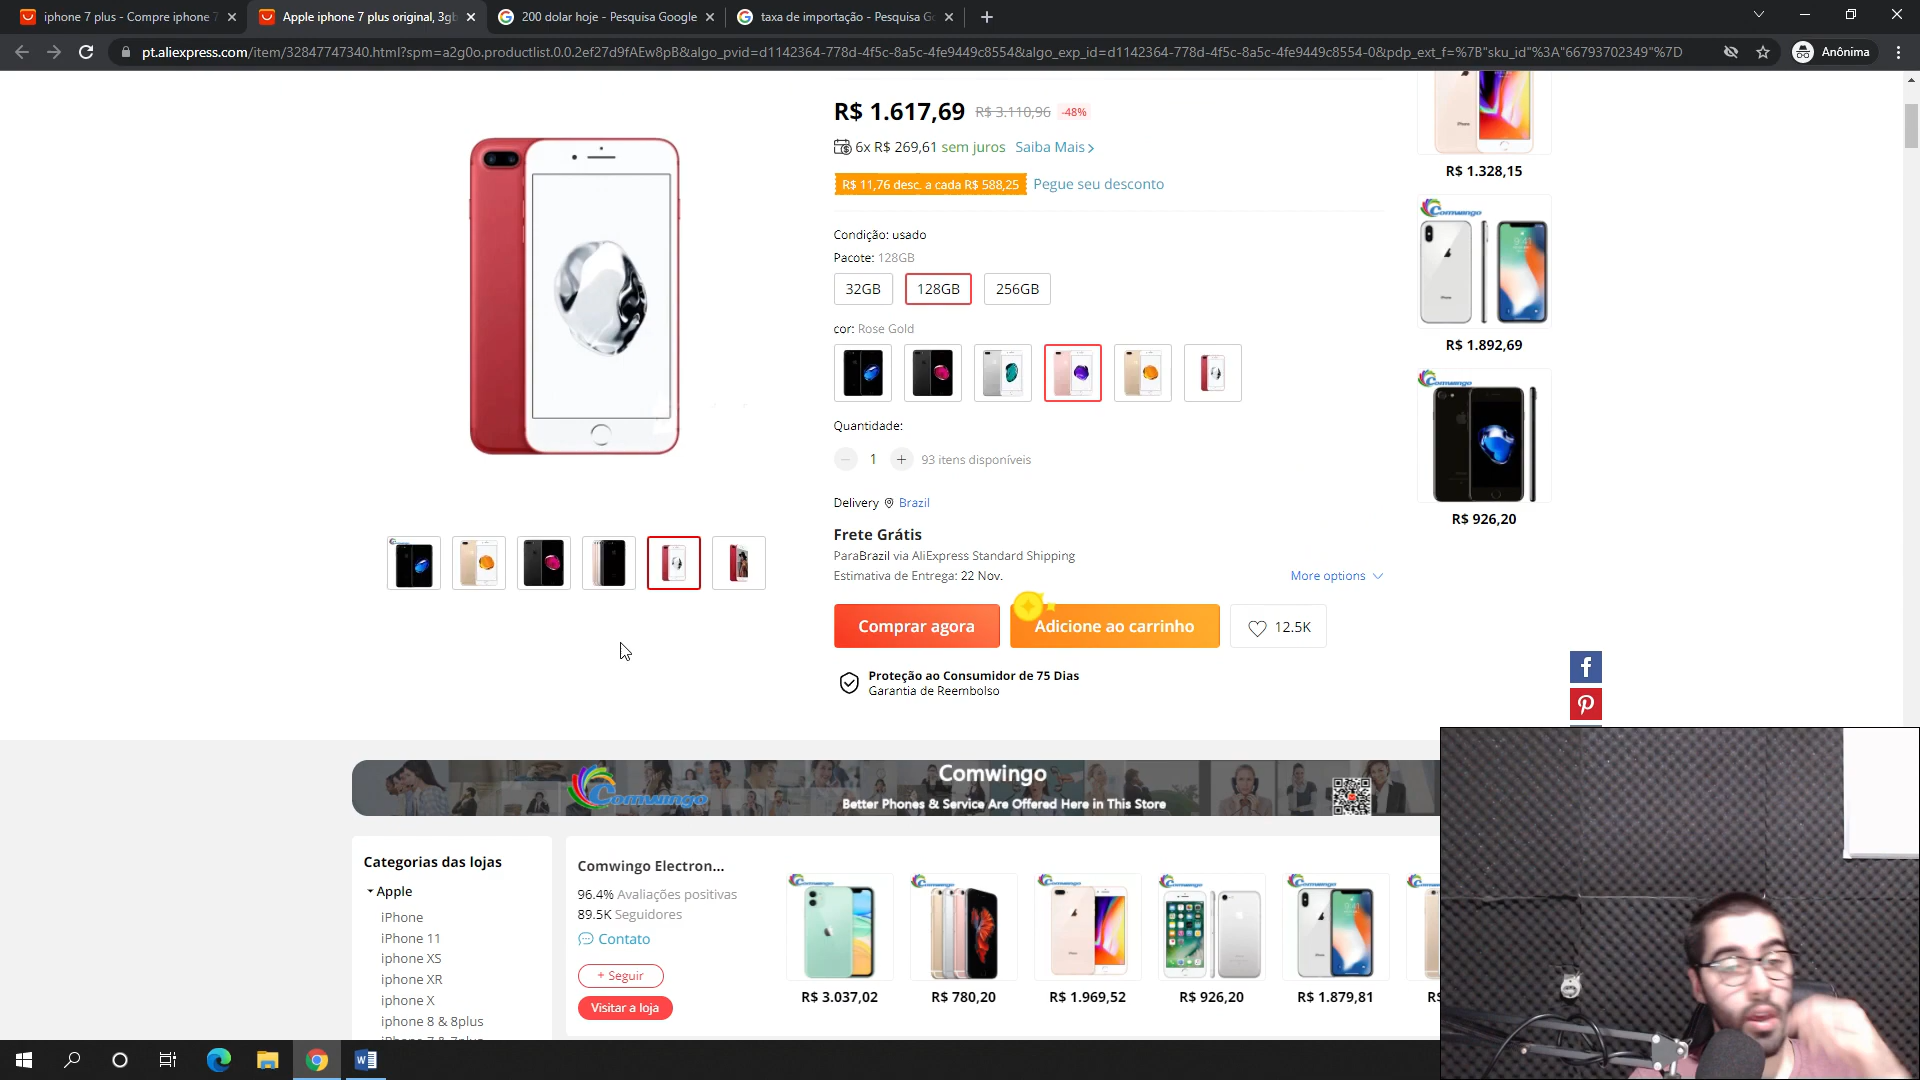 iphone 7 plus - Compre iphone 7
Apple iphone 7 plus original, 3gb
200 dolar hoje - Pesquisa Google
taxa de importação - Pesquisa Go
pt.aliexpress.com/item/32847747340.html?spm=a2g0o.productlist.0.0.2ef27d9fAEw8pB&algo_pvid=d1142364-778d-4f5c-8a5c-4fe9449c8554&algo_exp_id=d1142364-778d-4f5c-8a5c-4fe9449c8554-0&pdp_ext_f=%7B"sku_id"%3A"66793702349"%7D
Anônima
R$ 1.617,69 R$ 3.110,96 -48%
6x R$ 269,61 sem juros Saiba Mais
R$ 11,76 desc. a cada R$ 588,25 Pegue seu desconto
Condição: usado
Pacote: 128GB
32GB
128GB
256GB
cor: Rose Gold
Quantidade:
1
93 itens disponíveis
Delivery Brazil
Frete Grátis
ParaBrazil via AliExpress Standard Shipping
Estimativa de Entrega: 22 Nov.
More options
Comprar agora
Adicione ao carrinho
12.5K
Proteção ao Consumidor de 75 Dias
Garantia de Reembolso
R$ 1.328,15
Comwingo
R$ 1.892,69
Comwingo
R$ 926,20
Comwingo
Comwingo
Better Phones & Service Are Offered Here in This Store
Categorias das lojas
Apple
iPhone
iPhone 11
iphone XS
iphone XR
iphone X
iphone 8 & 8plus
iPhone 7 & 7plus
Comwingo Electron...
96.4% Avaliações positivas
89.5K Seguidores
Contato
+ Seguir
Visitar a loja
R$ 3.037,02
R$ 780,20
R$ 1.969,52
R$ 926,20
R$ 1.879,81
R$